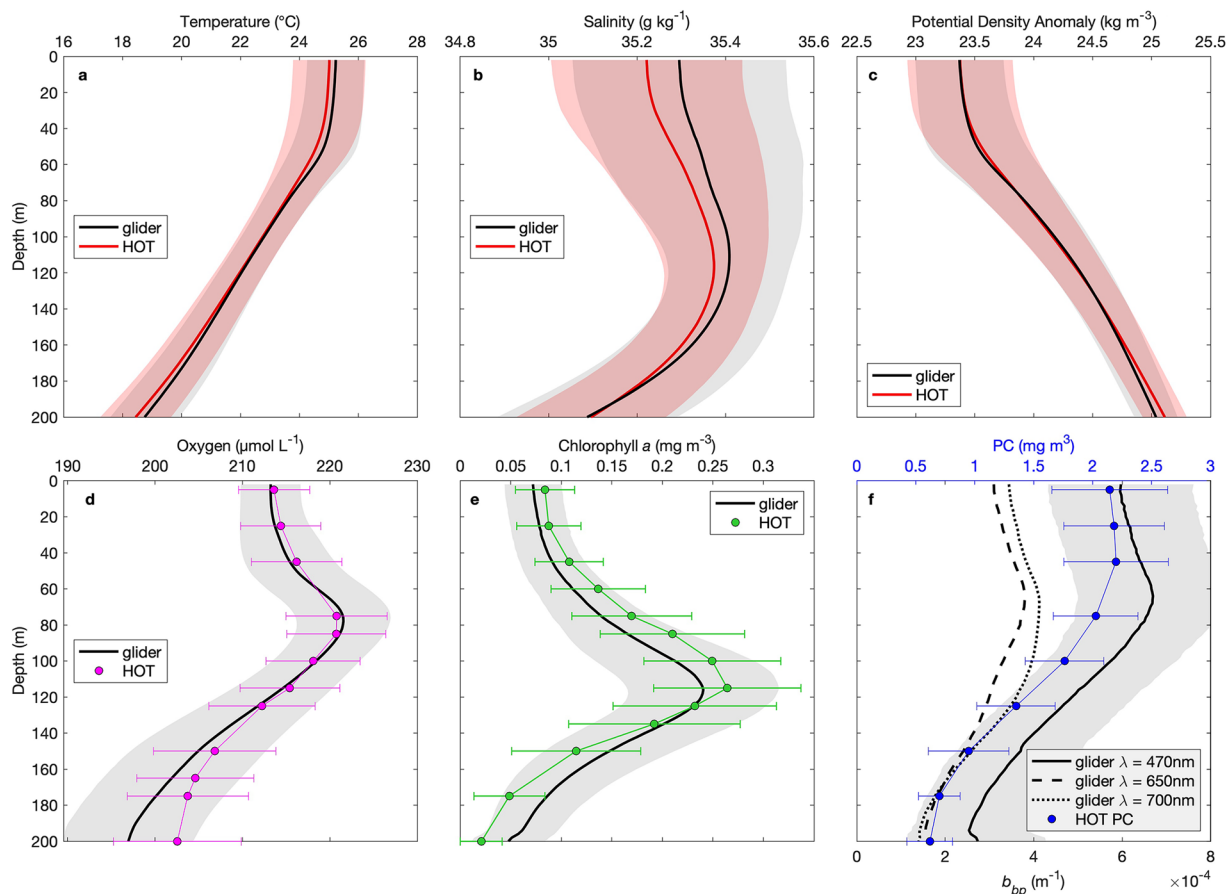 Temperature (°C)
16 18 20 22 24 26 28
Salinity (g kg⁻¹)
34.8 35 35.2 35.4 35.6
Potential Density Anomaly (kg m⁻³)
22.5 23 23.5 24 24.5 25 25.5
Depth (m)
0
20
40
60
80
100
120
140
160
180
200
a
glider
HOT
b
glider
HOT
c
glider
HOT
Oxygen (µmol L⁻¹)
190 200 210 220 230
Chlorophyll a (mg m⁻³)
0 0.05 0.1 0.15 0.2 0.25 0.3
PC (mg m³)
0 0.5 1 1.5 2 2.5 3
Depth (m)
0
20
40
60
80
100
120
140
160
180
200
d
glider
HOT
e
glider
HOT
f
glider λ = 470nm
glider λ = 650nm
glider λ = 700nm
HOT PC
0 2 4 6 8
b_bp (m⁻¹)
×10⁻⁴